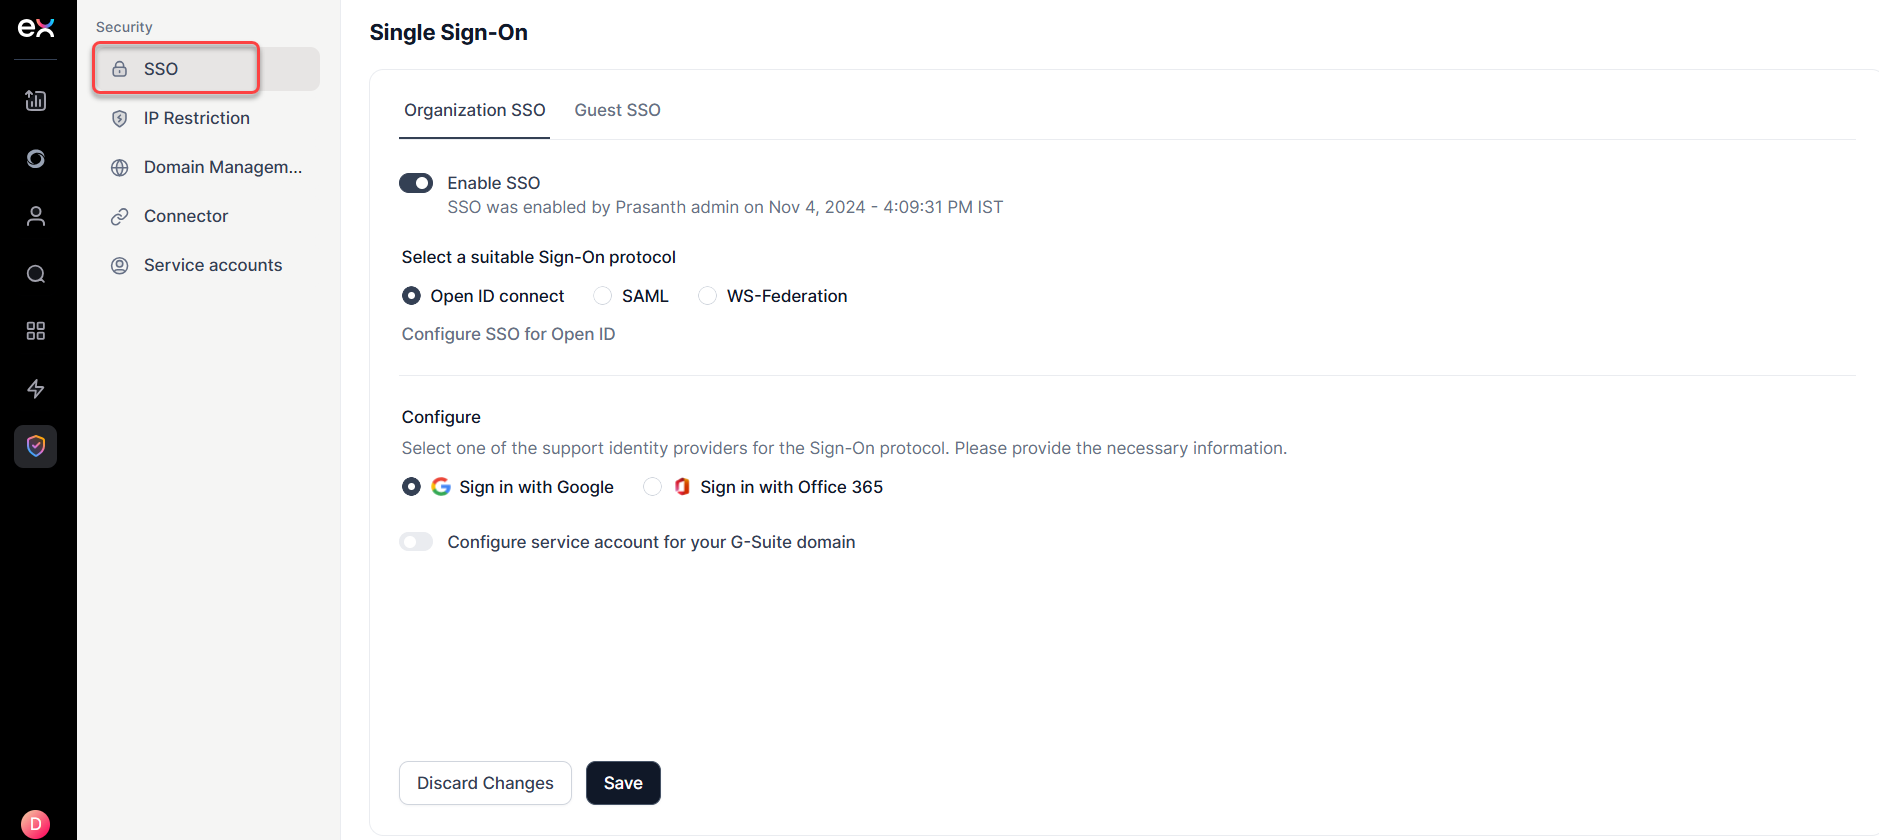 ex
Security
SSO
IP Restriction
Domain Managem...
Connector
Service accounts
D
Single Sign-On
Organization SSO Guest SSO
Enable SSO
SSO was enabled by Prasanth admin on Nov 4, 2024 - 4:09:31 PM IST
Select a suitable Sign-On protocol
Open ID connect SAML WS-Federation
Configure SSO for Open ID
Configure
Select one of the support identity providers for the Sign-On protocol. Please provide the necessary information.
Sign in with Google Sign in with Office 365
Configure service account for your G-Suite domain
Discard Changes Save